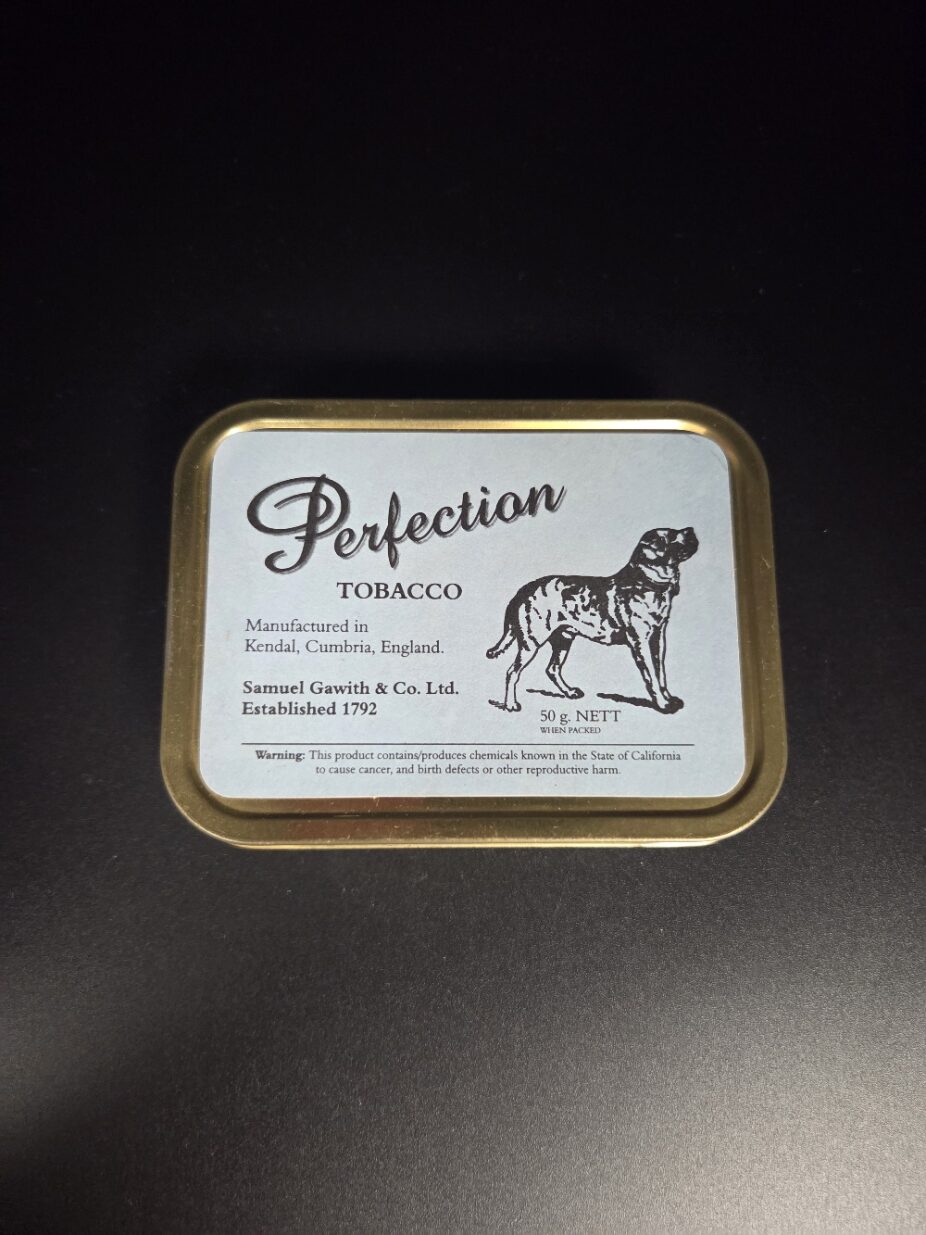 Perfection
TOBACCO
Manufactured in
Kendal, Cumbria, England.
Samuel Gawith & Co. Ltd.
Established 1792
50 g. NETT
WHEN PACKED
Warning: This product contains/produces chemicals known in the State of California
to cause cancer, and birth defects or other reproductive harm.